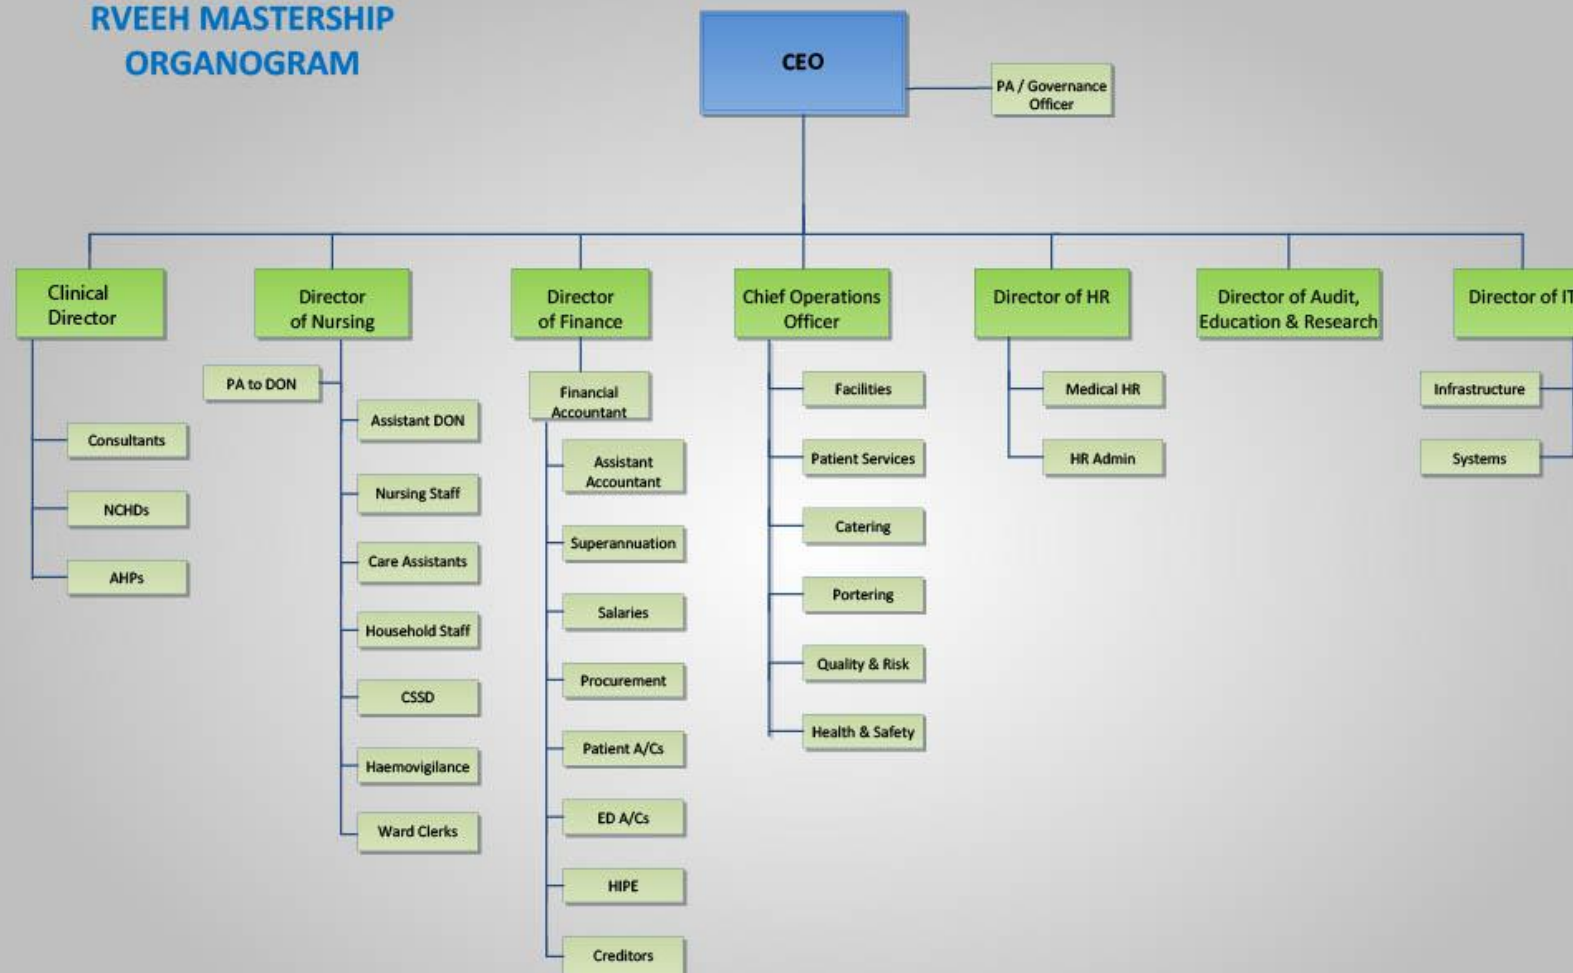 RVEEH MASTERSHIP
ORGANOGRAM
CEO
PA / Governance
Officer
Clinical
Director
Consultants
NCHDs
AHPs
Director
of Nursing
PA to DON
Assistant DON
Nursing Staff
Care Assistants
Household Staff
CSSD
Haemovigilance
Ward Clerks
Director
of Finance
Financial
Accountant
Assistant
Accountant
Superannuation
Salaries
Procurement
Patient A/Cs
ED A/Cs
HIPE
Creditors
Chief Operations
Officer
Facilities
Patient Services
Catering
Portering
Quality & Risk
Health & Safety
Director of HR
Medical HR
HR Admin
Director of Audit,
Education & Research
Director of IT
Infrastructure
Systems